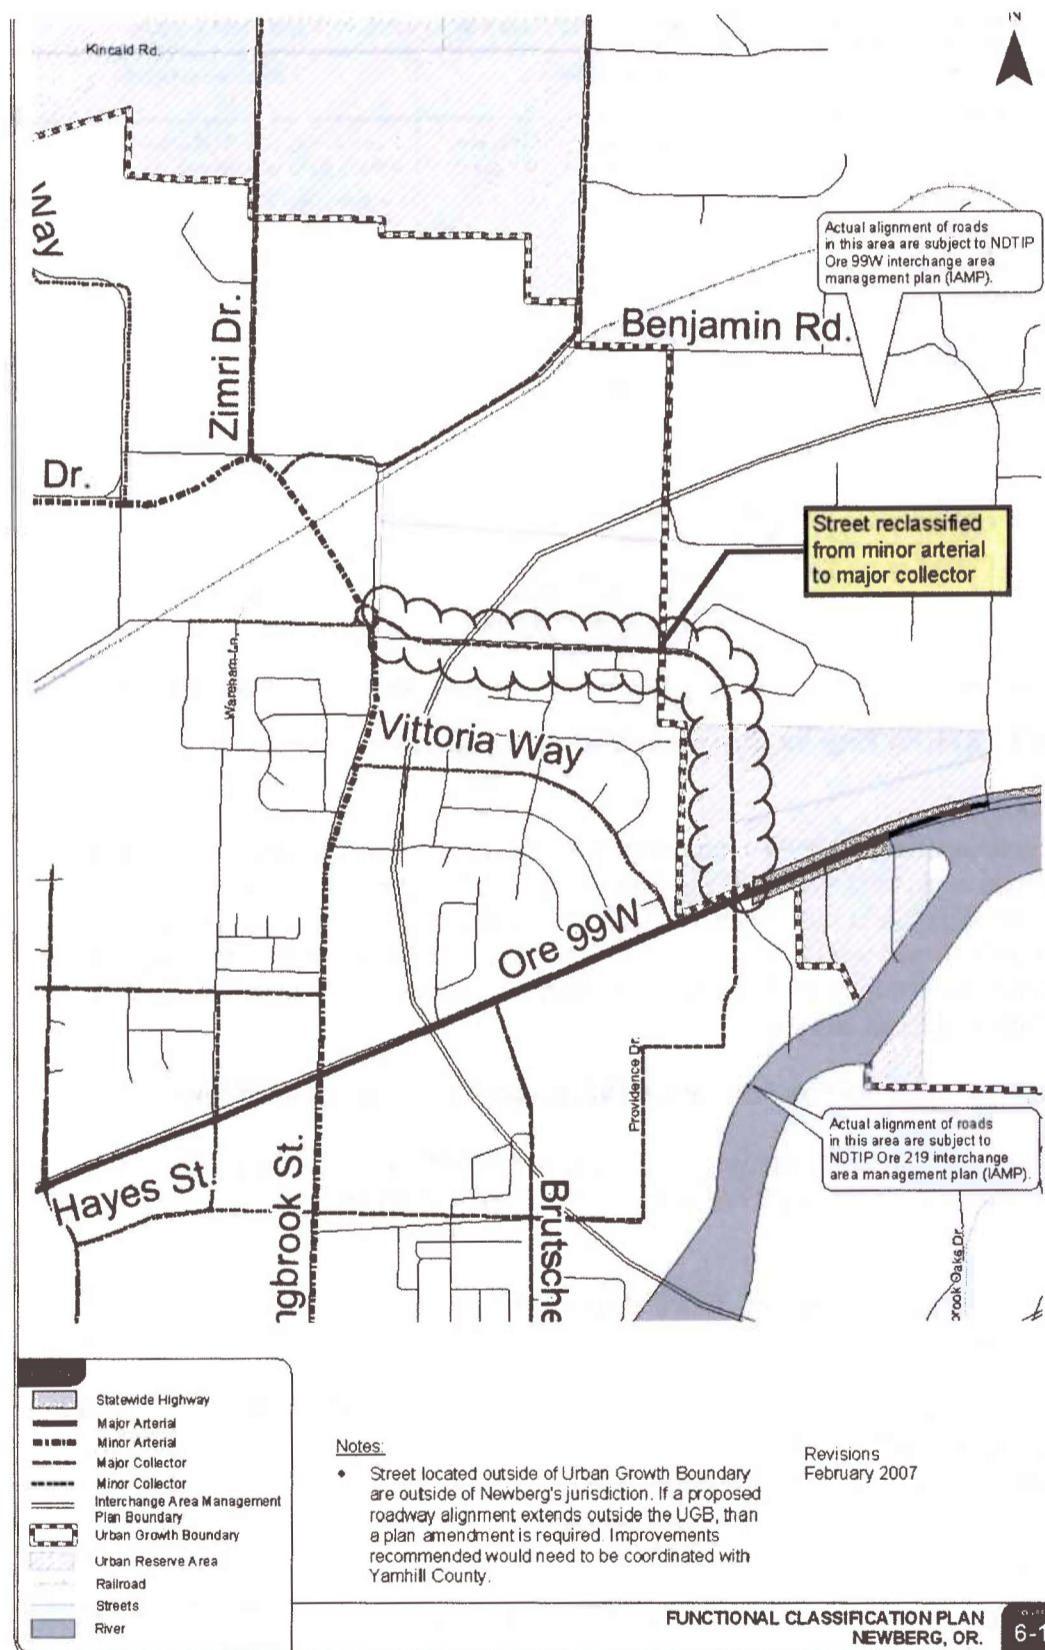 N
Kincaid Rd.
Way
Actual alignment of roads
in this area are subject to NDTIP
Ore 99W interchange area
management plan (IAMP).
Benjamin Rd.
Zimri Dr.
Dr.
Street reclassified
from minor arterial
to major collector
Wareham Ln.
Vittoria Way
Ore 99W
Providence Dr.
Actual alignment of roads
in this area are subject to
NDTIP Ore 219 interchange
area management plan (IAMP).
Hayes St.
ngbrook St.
Brutsche
brook Oaks Dr.
Statewide Highway
Major Arterial
Minor Arterial
Major Collector
Minor Collector
Interchange Area Management
Plan Boundary
Urban Growth Boundary
Urban Reserve Area
Railroad
Streets
River
Notes:
• Street located outside of Urban Growth Boundary
are outside of Newberg's jurisdiction. If a proposed
roadway alignment extends outside the UGB, than
a plan amendment is required. Improvements
recommended would need to be coordinated with
Yamhill County.
Revisions
February 2007
FUNCTIONAL CLASSIFICATION PLAN
NEWBERG, OR.
6-1